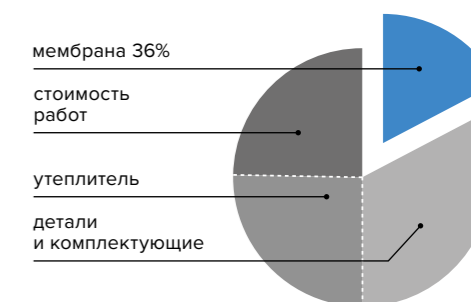 мембрана 36%
стоимость
работ
утеплитель
детали
и комплектующие